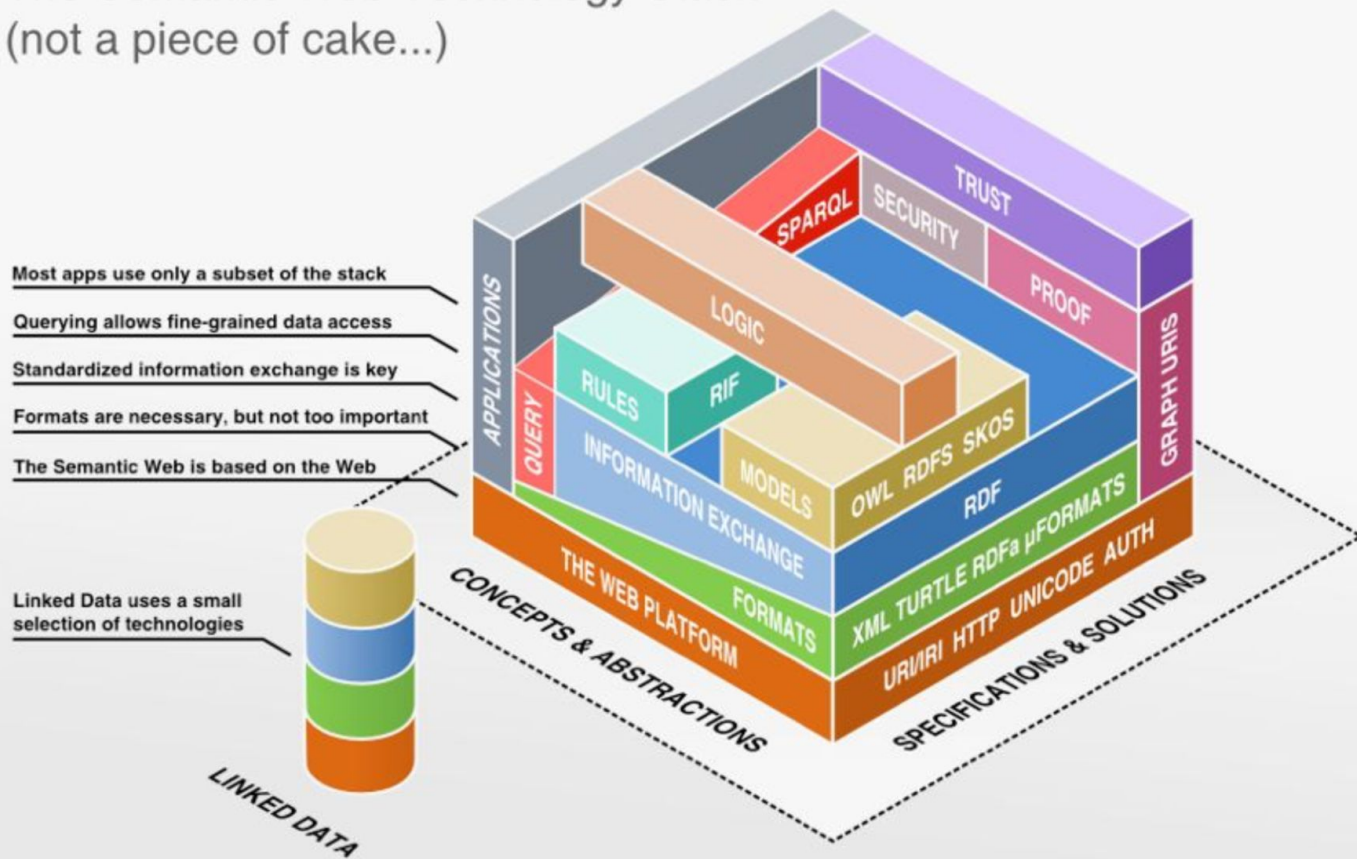 (not a piece of cake...)
Most apps use only a subset of the stack
Querying allows fine-grained data access
Standardized information exchange is key
Formats are necessary, but not too important
The Semantic Web is based on the Web
Linked Data uses a small
selection of technologies
LINKED DATA
APPLICATIONS
QUERY
RULES
RIF
LOGIC
SPARQL
SECURITY
TRUST
PROOF
GRAPH URIS
INFORMATION EXCHANGE
MODELS
OWL RDFS SKOS
RDF
FORMATS
XML TURTLE RDFa µFORMATS
THE WEB PLATFORM
URI/IRI HTTP UNICODE AUTH
CONCEPTS & ABSTRACTIONS
SPECIFICATIONS & SOLUTIONS